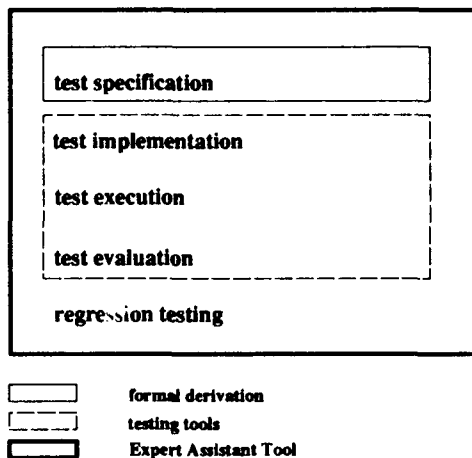 test specification
test implementation
test execution
test evaluation
regression testing
formal derivation
testing tools
Expert Assistant Tool